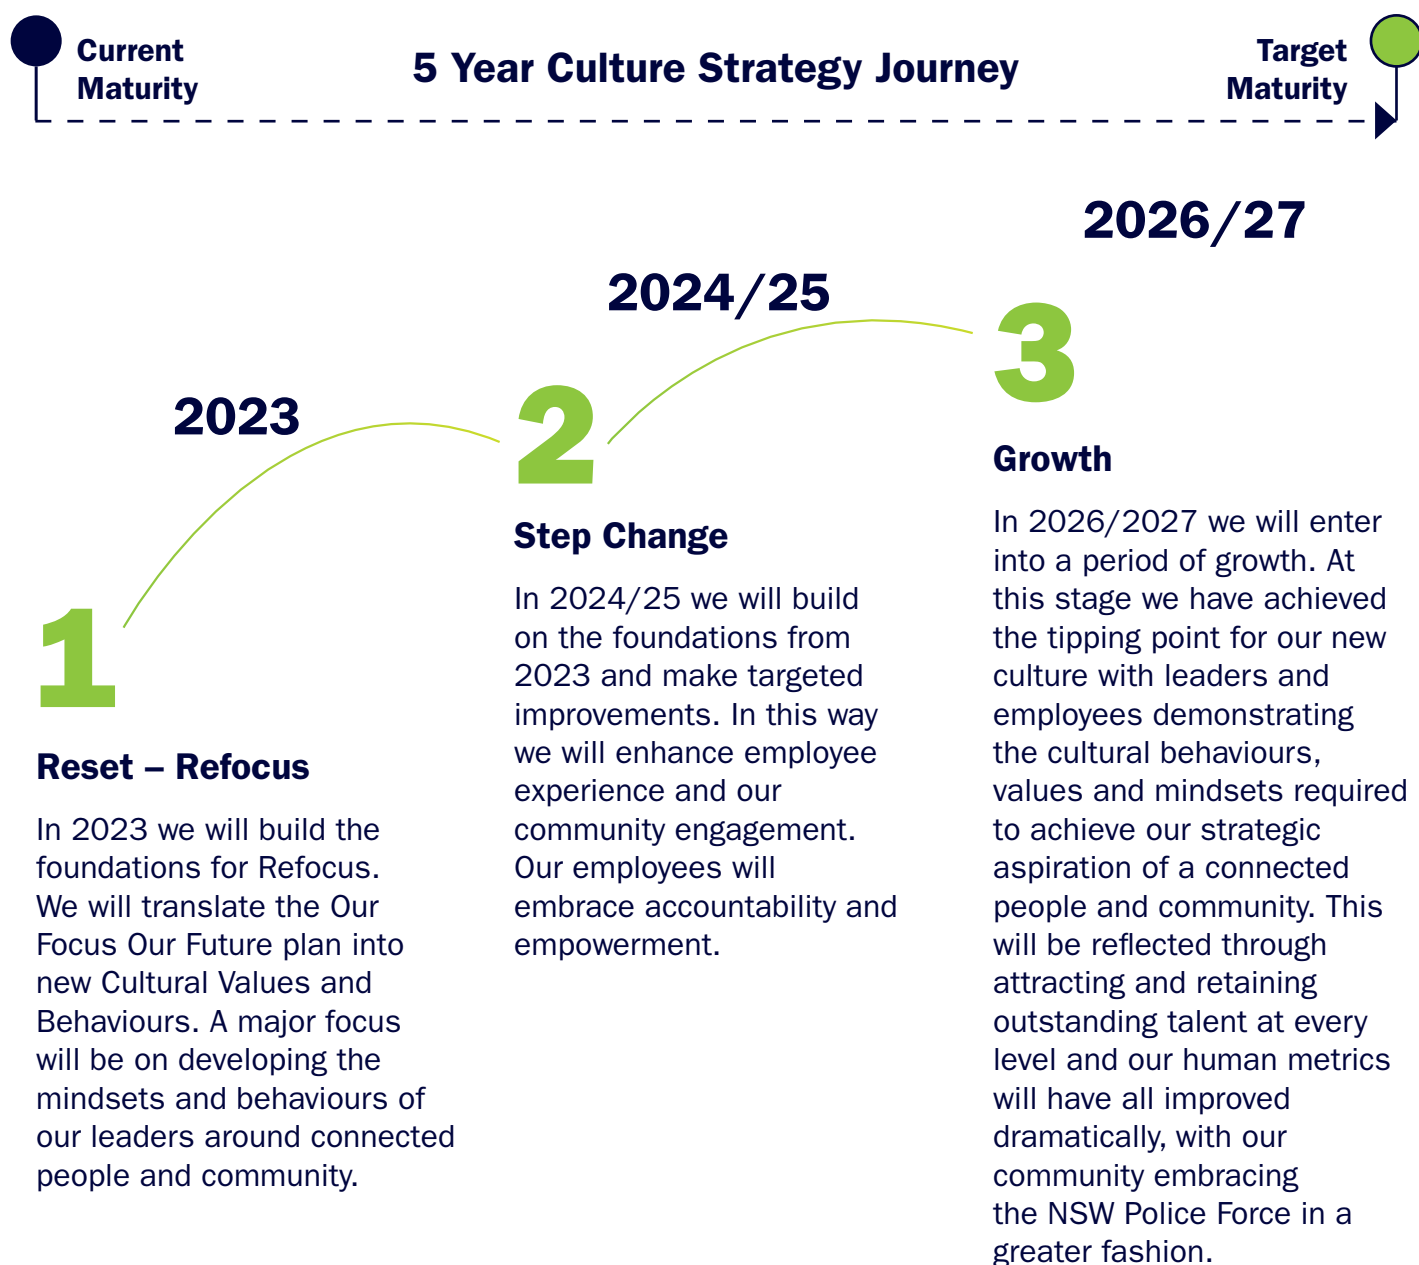 Current
Maturity
5 Year Culture Strategy Journey
Target
Maturity
2023
1
Reset – Refocus
In 2023 we will build the
foundations for Refocus.
We will translate the Our
Focus Our Future plan into
new Cultural Values and
Behaviours. A major focus
will be on developing the
mindsets and behaviours of
our leaders around connected
people and community.
2024/25
2
Step Change
In 2024/25 we will build
on the foundations from
2023 and make targeted
improvements. In this way
we will enhance employee
experience and our
community engagement.
Our employees will
embrace accountability and
empowerment.
2026/27
3
Growth
In 2026/2027 we will enter
into a period of growth. At
this stage we have achieved
the tipping point for our new
culture with leaders and
employees demonstrating
the cultural behaviours,
values and mindsets required
to achieve our strategic
aspiration of a connected
people and community. This
will be reflected through
attracting and retaining
outstanding talent at every
level and our human metrics
will have all improved
dramatically, with our
community embracing
the NSW Police Force in a
greater fashion.